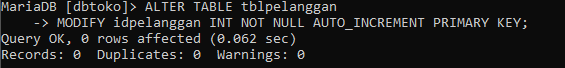 MariaDB [dbtoko]> ALTER TABLE tblpelanggan
    -> MODIFY idpelanggan INT NOT NULL AUTO_INCREMENT PRIMARY KEY;
Query OK, 0 rows affected (0.062 sec)
Records: 0  Duplicates: 0  Warnings: 0